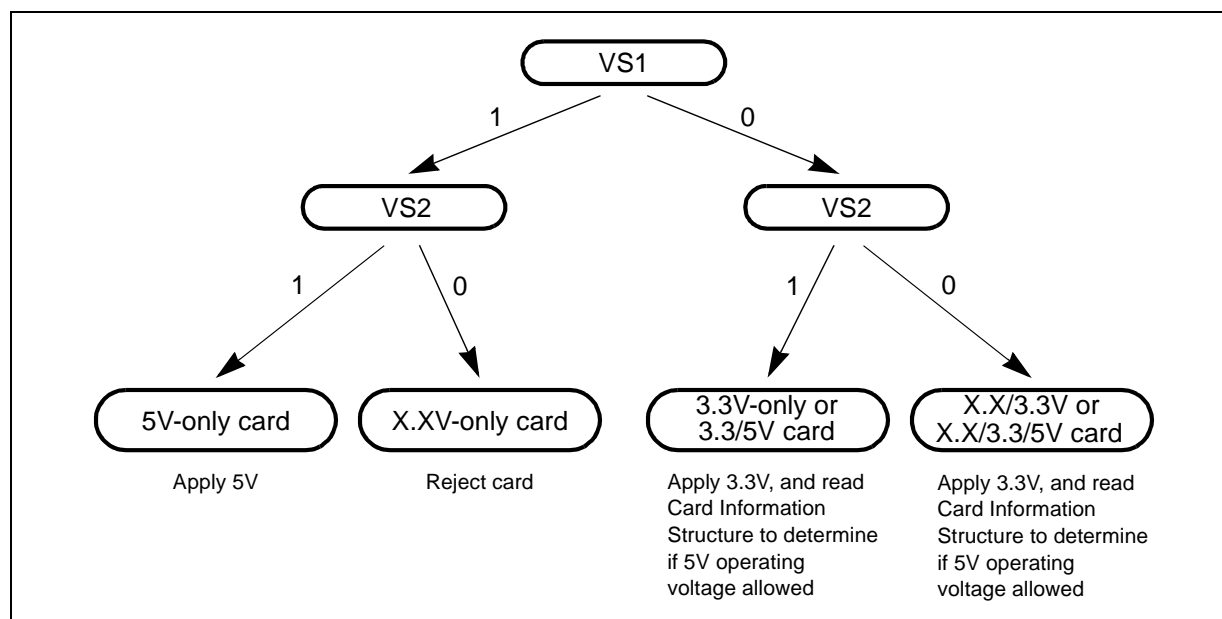 VS1
1
0
VS2
VS2
1
0
1
0
5V-only card
X.XV-only card
3.3V-only or
3.3/5V card
X.X/3.3V or
X.X/3.3/5V card
Apply 5V
Reject card
Apply 3.3V, and read
Card Information
Structure to determine
if 5V operating
voltage allowed
Apply 3.3V, and read
Card Information
Structure to determine
if 5V operating
voltage allowed